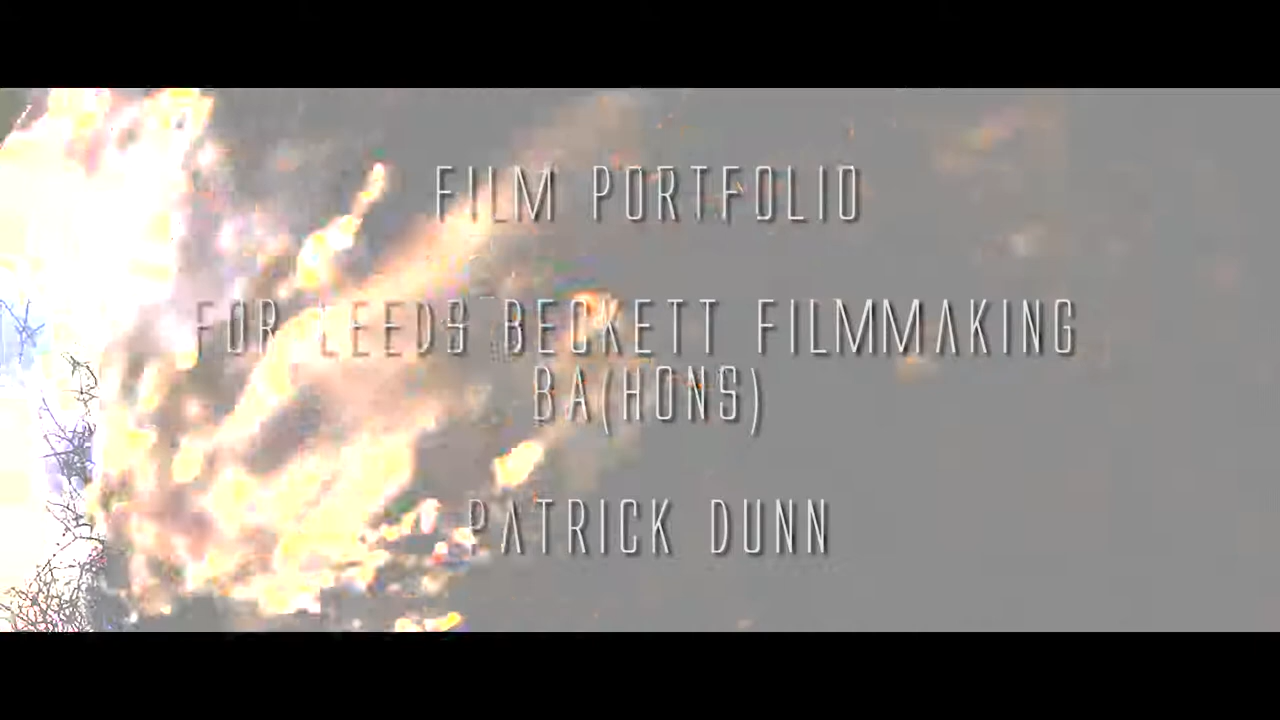 FILM PORTFOLIO
FOR LEEDS BECKETT FILMMAKING
BA(HONS)
PATRICK DUNN